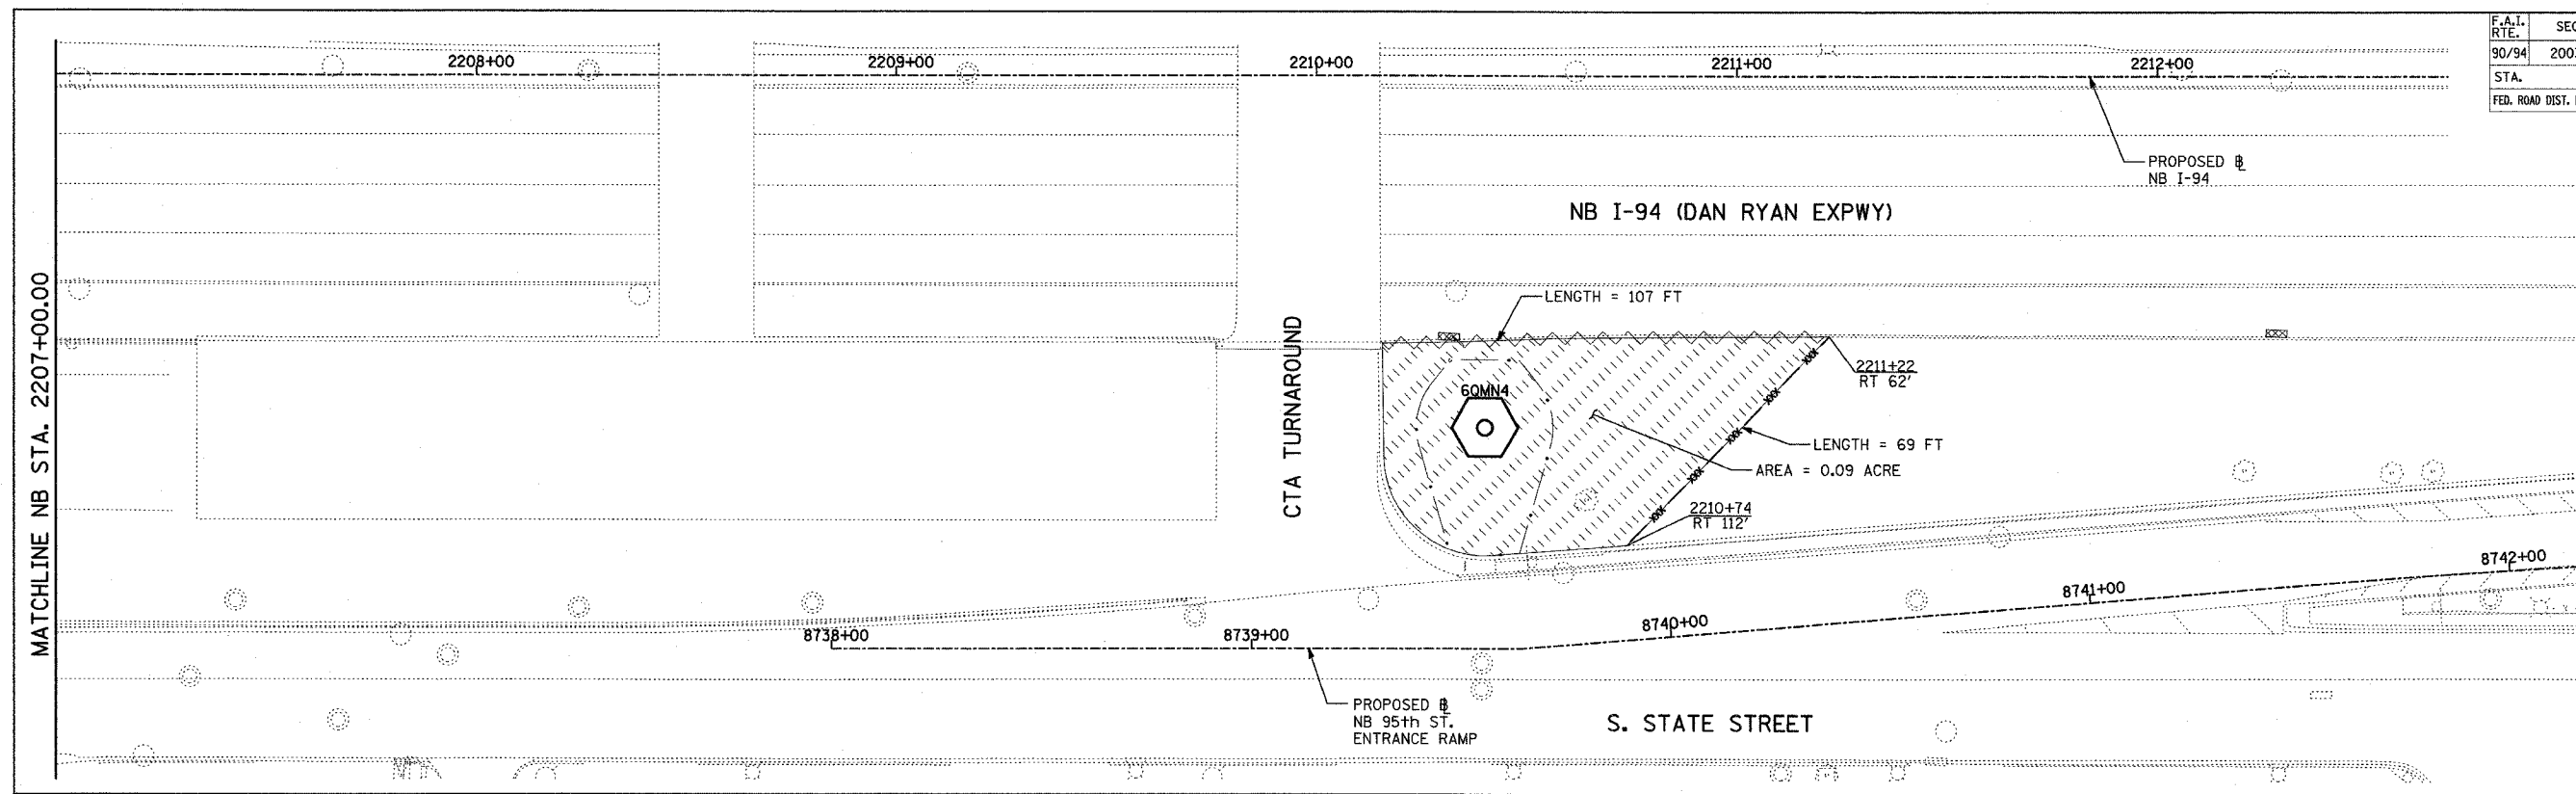 F.A.I.
RTE.
SEC
90/94
200
STA.
FED. ROAD DIST.
2208+00
2209+00
2210+00
2211+00
2212+00
PROPOSED ℄
NB I-94
NB I-94 (DAN RYAN EXPWY)
MATCHLINE NB STA. 2207+00.00
CTA TURNAROUND
LENGTH = 107 FT
6QMN4
2211+22
RT 62'
LENGTH = 69 FT
AREA = 0.09 ACRE
2210+74
RT 112'
8738+00
8739+00
8740+00
8741+00
8742+00
PROPOSED ℄
NB 95th ST.
ENTRANCE RAMP
S. STATE STREET